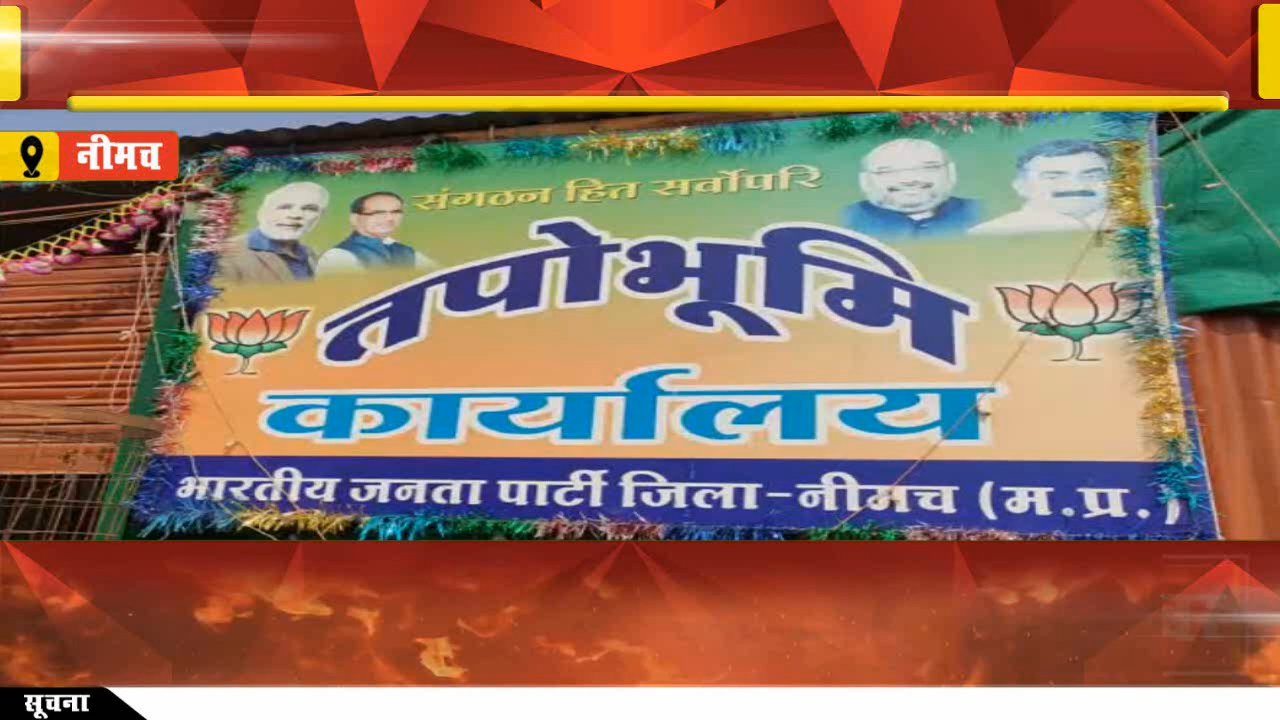 नीमच
संगठन हित सर्वोपरि
तपोभूमि
कार्यालय
भारतीय जनता पार्टी जिला-नीमच (म.प्र.)
सूचना